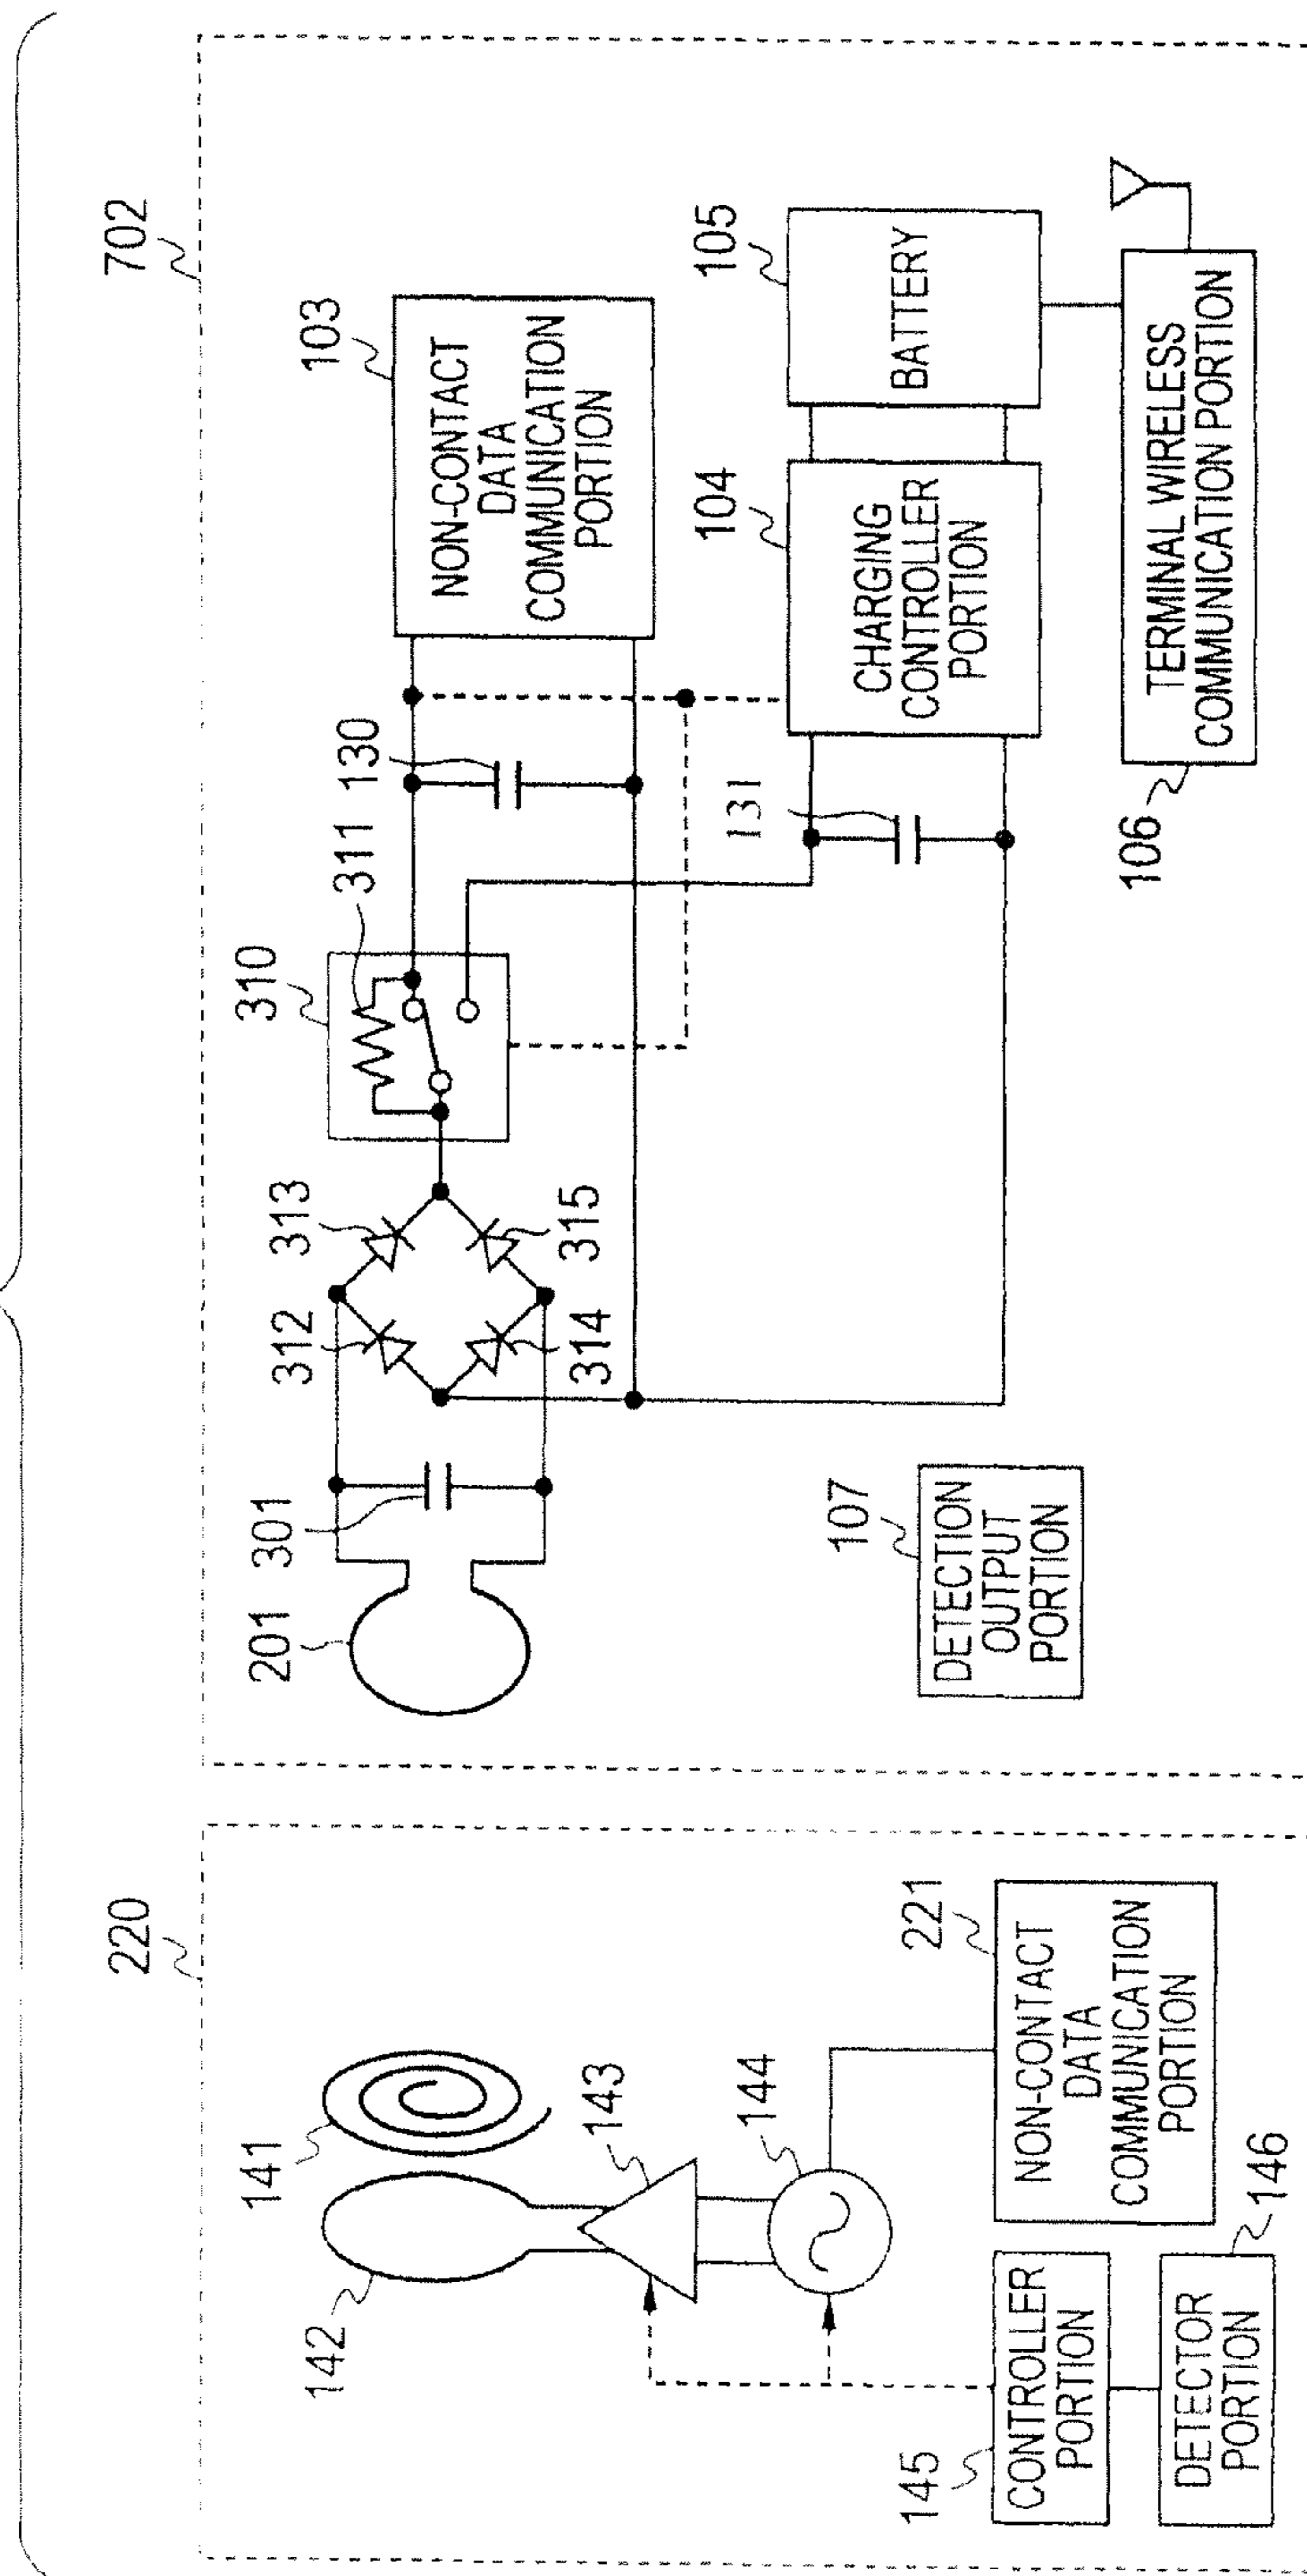 220
142
141
143
144
145
CONTROLLER
PORTION
DETECTOR
PORTION
146
221
NON-CONTACT
DATA
COMMUNICATION
PORTION
702
201
301
312
313
314
315
310
311
130
103
NON-CONTACT
DATA
COMMUNICATION
PORTION
131
104
CHARGING
CONTROLLER
PORTION
105
BATTERY
107
DETECTION
OUTPUT
PORTION
106
TERMINAL WIRELESS
COMMUNICATION PORTION